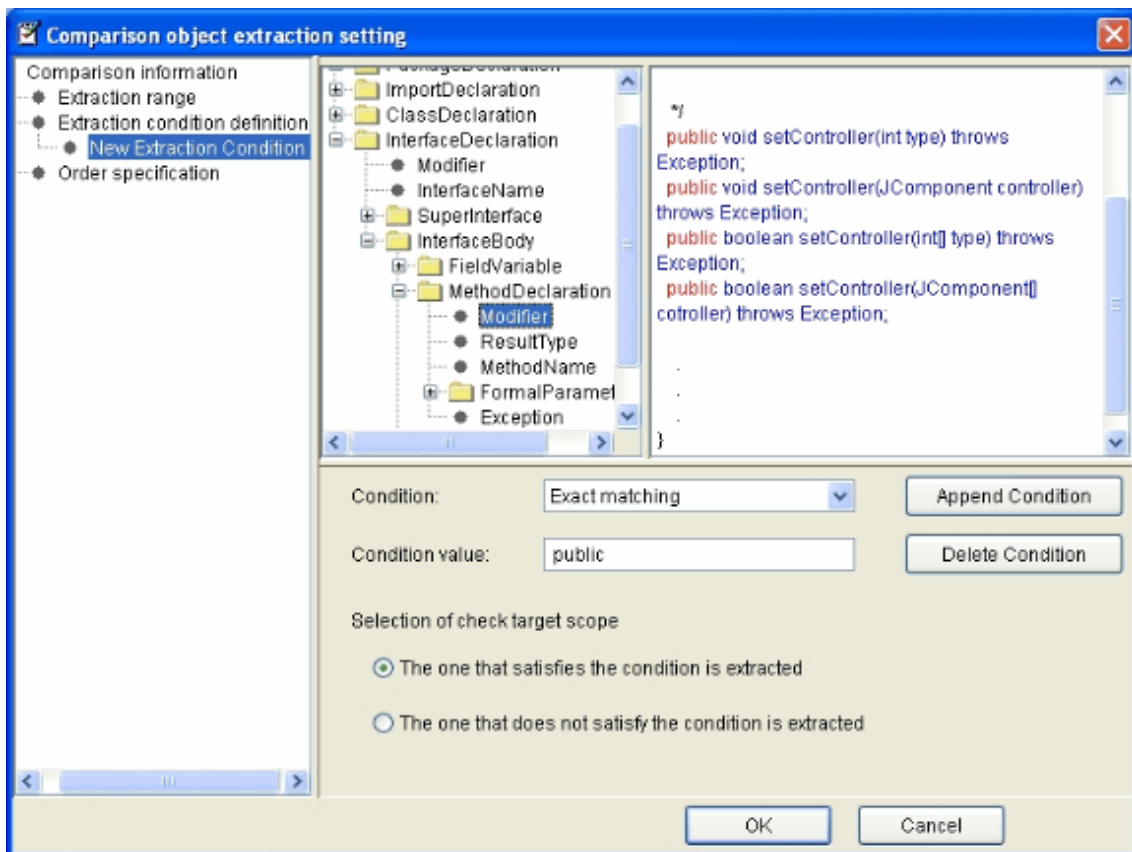 Comparison object extraction setting
Comparison information
Extraction range
Extraction condition definition
New Extraction Condition
Order specification
PackageDeclaration
ImportDeclaration
ClassDeclaration
InterfaceDeclaration
Modifier
InterfaceName
SuperInterface
InterfaceBody
FieldVariable
MethodDeclaration
Modifier
ResultType
MethodName
FormalParamet
Exception
*/
public void setController(int type) throws
Exception;
public void setController(JComponent controller)
throws Exception;
public boolean setController(int[] type) throws
Exception;
public boolean setController(JComponent[]
cotroller) throws Exception;
.
.
.
}
Condition: Exact matching Append Condition
Condition value: public Delete Condition
Selection of check target scope
The one that satisfies the condition is extracted
The one that does not satisfy the condition is extracted
OK Cancel